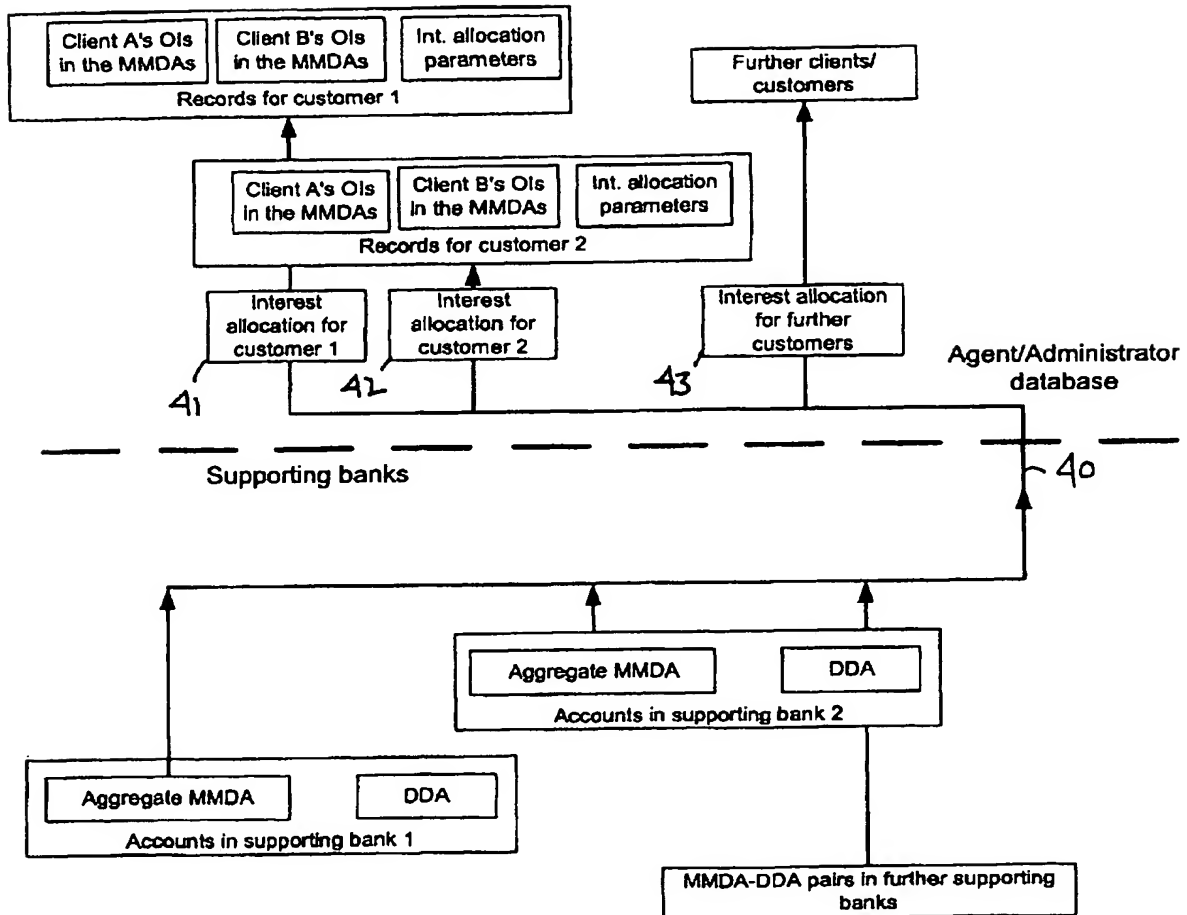 Client A's OIs
in the MMDAs
Client B's OIs
in the MMDAs
Int. allocation
parameters
Records for customer 1
Further clients/
customers
Client A's OIs
in the MMDAs
Client B's OIs
in the MMDAs
Int. allocation
parameters
Records for customer 2
Interest
allocation for
customer 1
Interest
allocation for
customer 2
Interest allocation
for further
customers
41
42
43
Agent/Administrator
database
Supporting banks
40
Aggregate MMDA
DDA
Accounts in supporting bank 2
Aggregate MMDA
DDA
Accounts in supporting bank 1
MMDA-DDA pairs in further supporting
banks